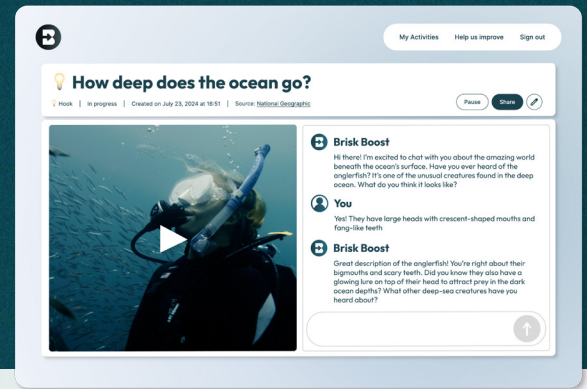 My Activities Help us improve Sign out
How deep does the ocean go?
Hook | In progress | Created on July 23, 2024 at 16:51 | Source: National Geographic
Pause Share
Brisk Boost
Hi there! I'm excited to chat with you about the amazing world
beneath the ocean's surface. Have you ever heard of the
anglerfish? It's one of the unusual creatures found in the deep
ocean. What do you think it looks like?
You
Yes! They have large heads with crescent-shaped mouths and
fang-like teeth
Brisk Boost
Great description of the anglerfish! You're right about their
bigmouths and scary teeth. Did you know they also have a
glowing lure on top of their head to attract prey in the dark
ocean depths? What other deep-sea creatures have you
heard about?